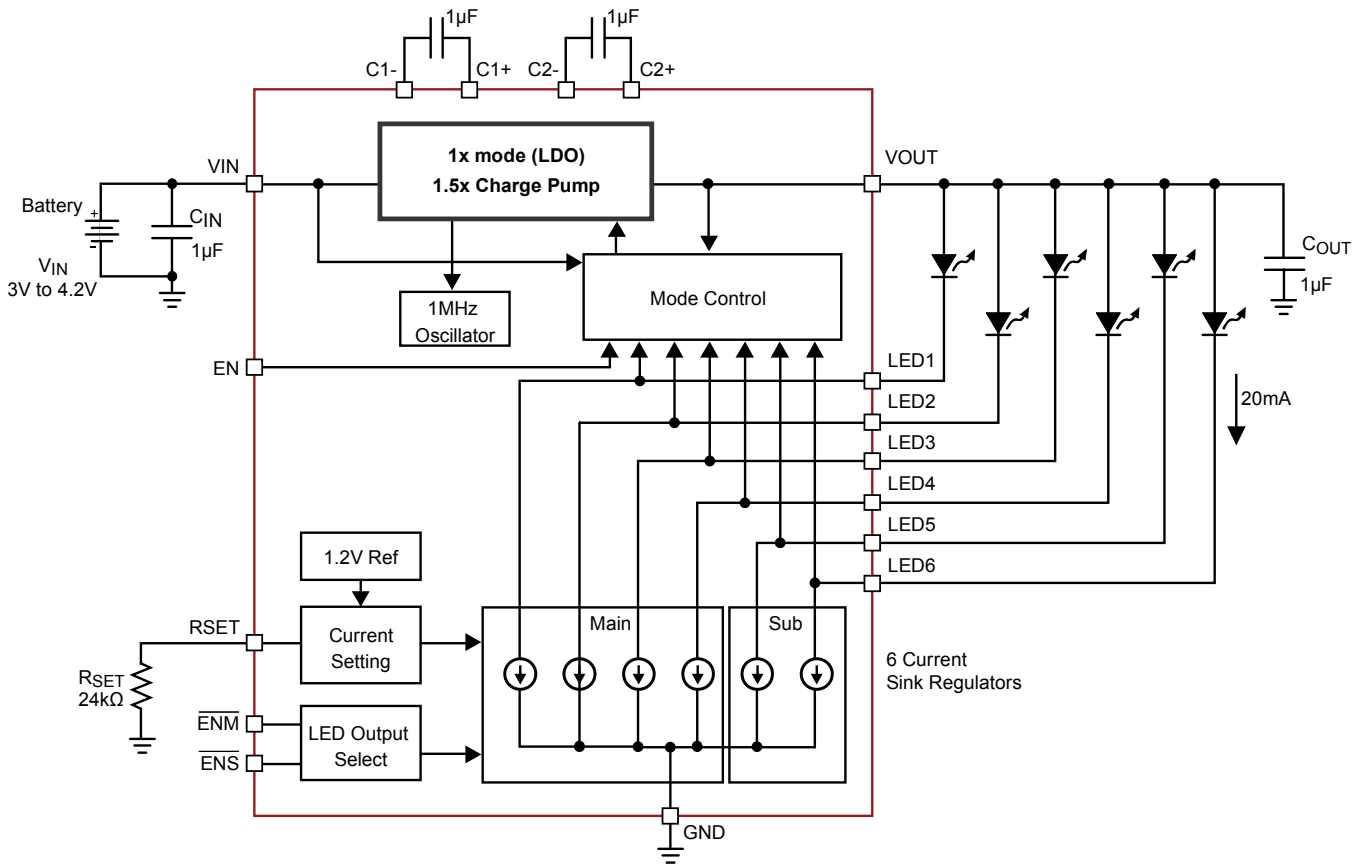 1µF
1µF
C1-
C1+
C2-
C2+
VIN
1x mode (LDO)
1.5x Charge Pump
VOUT
Battery
+
-
CIN
1µF
VIN
3V to 4.2V
1MHz
Oscillator
Mode Control
COUT
1µF
EN
LED1
LED2
20mA
LED3
LED4
LED5
LED6
1.2V Ref
RSET
Current
Setting
Main
Sub
RSET
24kΩ
6 Current
Sink Regulators
ENM
ENS
LED Output
Select
GND